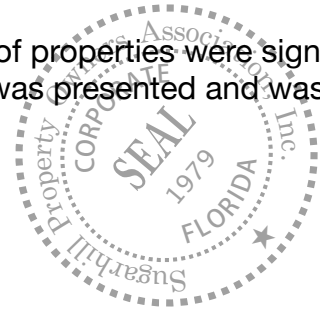 of properties were sign
was presented and was
Sugarhill Property Owners Association, Inc.
CORPORATE
SEAL
1979
FLORIDA